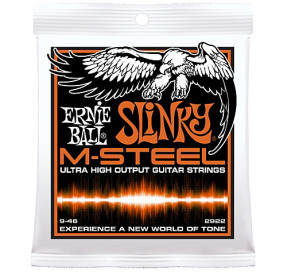 ERNIE BALL SLINKY
M-STEEL
ULTRA HIGH OUTPUT GUITAR STRINGS
9-46 2922
EXPERIENCE A NEW WORLD OF TONE